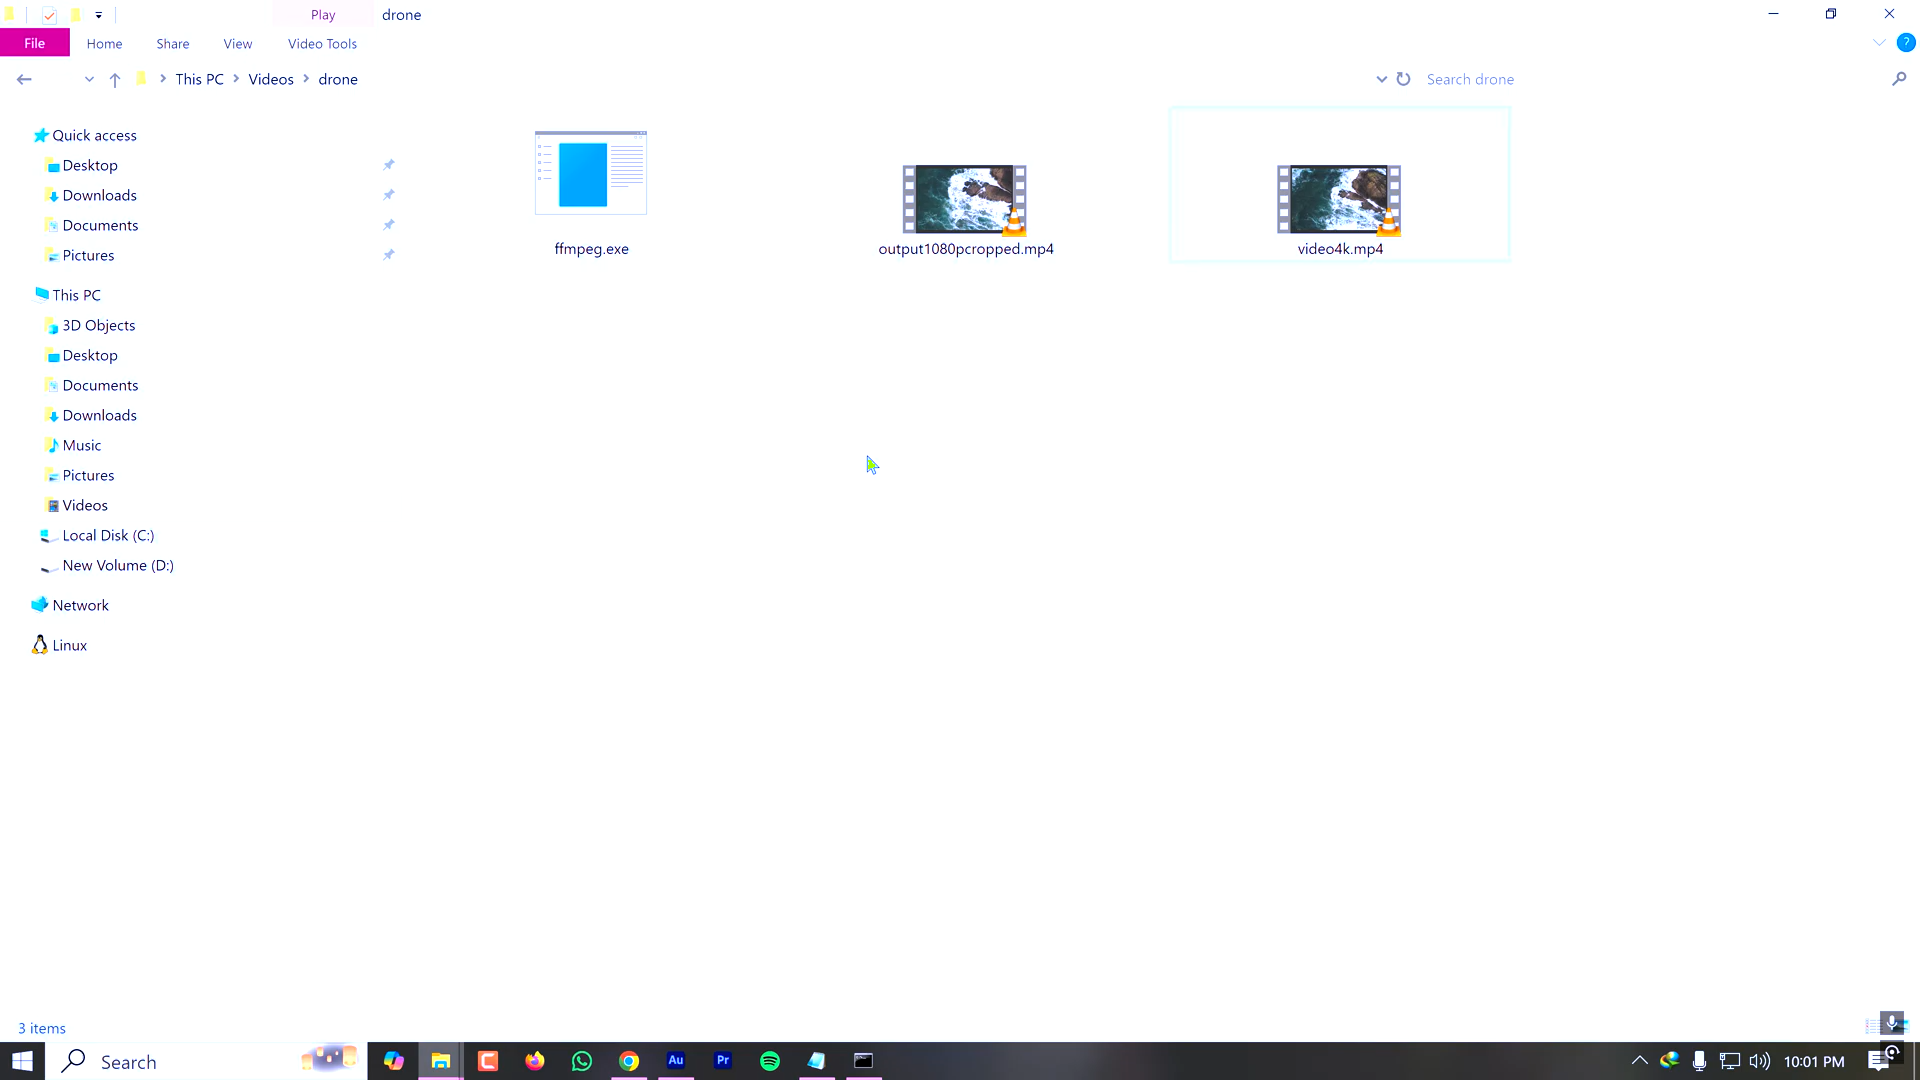 Play drone
File Home Share View Video Tools
This PC Videos drone Search drone
Quick access
Desktop
Downloads
Documents
Pictures
This PC
3D Objects
Desktop
Documents
Downloads
Music
Pictures
Videos
Local Disk (C:)
New Volume (D:)
Network
Linux
ffmpeg.exe
output1080pcropped.mp4
video4k.mp4
3 items
Search Au Pr 10:01 PM